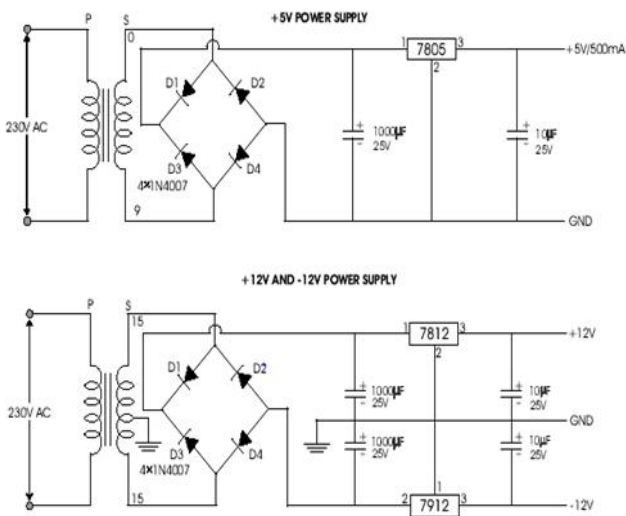 +5V POWER SUPPLY
P S
0
1 7805 3
+5V/500mA
2
D1 D2
230V AC
1000µF
25V
10µF
25V
D3 D4
4×1N4007
9
GND
+12V AND -12V POWER SUPPLY
P S
15
1 7812 3
+12V
2
D1 D2
1000µF
25V
10µF
25V
230V AC
GND
D3 D4
1000µF
25V
10µF
25V
4×1N4007
15
1
2 7912 3
-12V